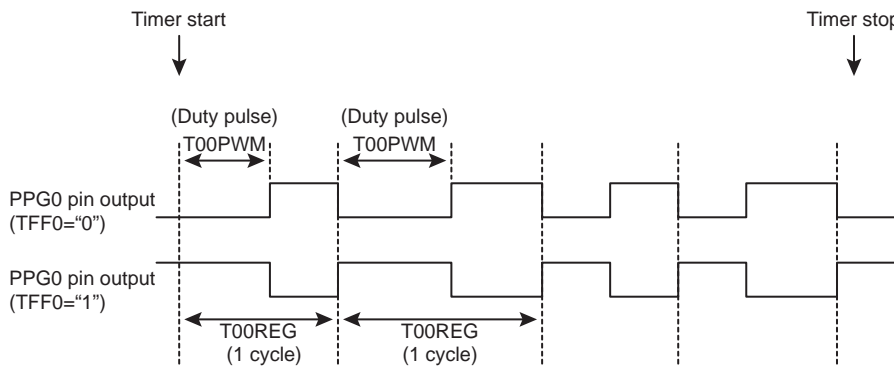 Timer start
Timer stop
(Duty pulse)
T00PWM
(Duty pulse)
T00PWM
PPG0 pin output
(TFF0=“0”)
PPG0 pin output
(TFF0=“1”)
T00REG
(1 cycle)
T00REG
(1 cycle)